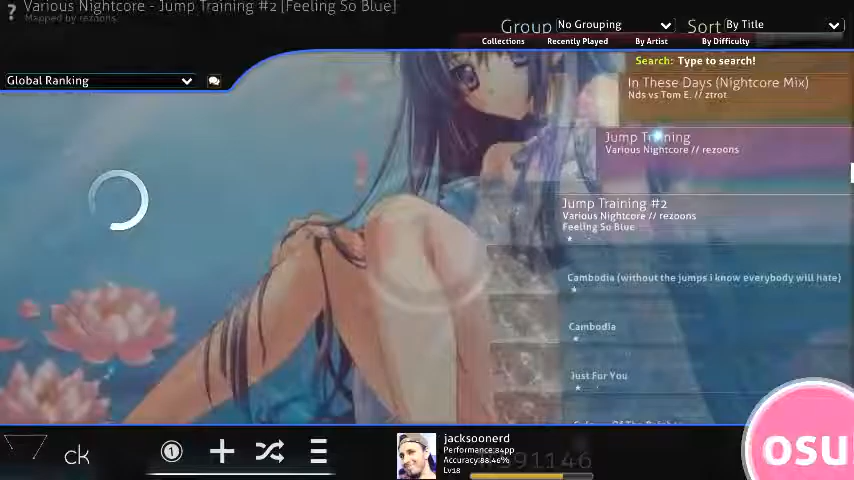 Various Nightcore - Jump Training #2 [Feeling So Blue]
Mapped by rezoons
Group No Grouping
Sort By Title
Collections
Recently Played
By Artist
By Difficulty
Global Ranking
Search: Type to search!
In These Days (Nightcore Mix)
Nds vs Tom E. // ztrot
Jump Training
Various Nightcore // rezoons
Jump Training #2
Various Nightcore // rezoons
Feeling So Blue
Cambodia (without the jumps i know everybody will hate)
Cambodia
Just For You
ck
1
jacksoonerd
Performance:84pp
Accuracy:88.46%
Lv18
391146
osu